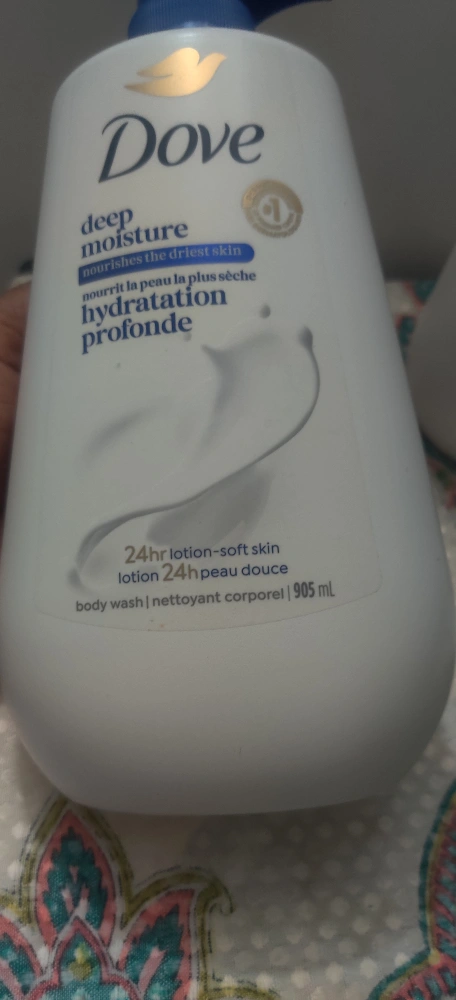 Dove
#1
deep
moisture
nourishes the driest skin
nourrit la peau la plus sèche
hydratation
profonde
24hr lotion-soft skin
lotion 24h peau douce
body wash | nettoyant corporel | 905 mL